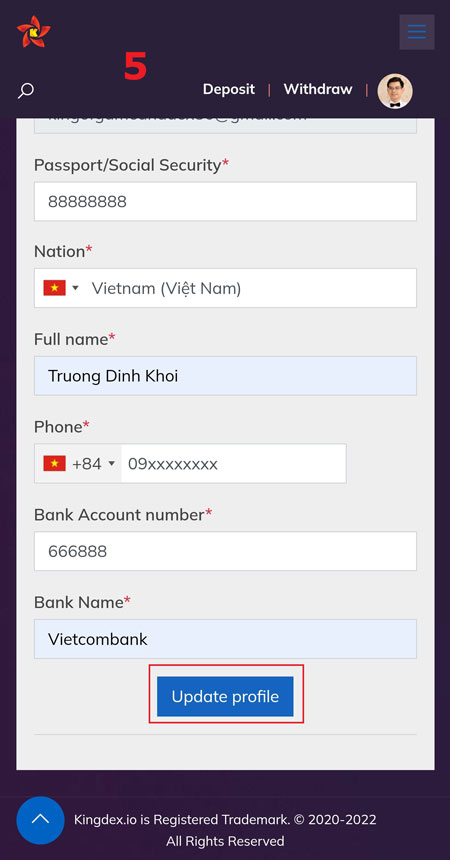 K
5
Deposit | Withdraw |
Passport/Social Security*
88888888
Nation*
Vietnam (Việt Nam)
Full name*
Truong Dinh Khoi
Phone*
+84 09xxxxxxxx
Bank Account number*
666888
Bank Name*
Vietcombank
Update profile
Kingdex.io is Registered Trademark. © 2020-2022
All Rights Reserved